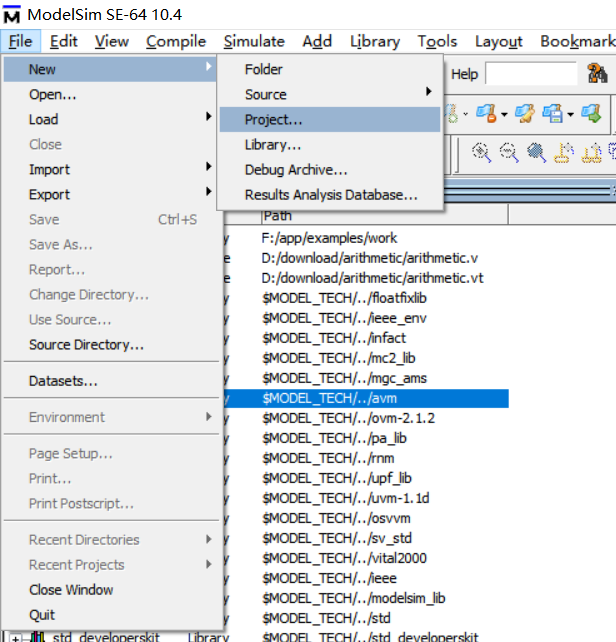 ModelSim SE-64 10.4
File Edit View Compile Simulate Add Library Tools Layout Bookmark
New
Open...
Load
Close
Import
Export
Save Ctrl+S
Save As...
Report...
Change Directory...
Use Source...
Source Directory...
Datasets...
Environment
Page Setup...
Print...
Print Postscript...
Recent Directories
Recent Projects
Close Window
Quit
Folder
Source
Project...
Library...
Debug Archive...
Results Analysis Database...
Help
Path
y F:/app/examples/work
e D:/download/arithmetic/arithmetic.v
e D:/download/arithmetic/arithmetic.vt
y $MODEL_TECH/../floatfixlib
y $MODEL_TECH/../ieee_env
y $MODEL_TECH/../infact
y $MODEL_TECH/../mc2_lib
y $MODEL_TECH/../mgc_ams
y $MODEL_TECH/../avm
y $MODEL_TECH/../ovm-2.1.2
y $MODEL_TECH/../pa_lib
y $MODEL_TECH/../rnm
y $MODEL_TECH/../upf_lib
y $MODEL_TECH/../uvm-1.1d
y $MODEL_TECH/../osvvm
y $MODEL_TECH/../sv_std
y $MODEL_TECH/../vital2000
y $MODEL_TECH/../ieee
y $MODEL_TECH/../modelsim_lib
y $MODEL_TECH/../std
std_developerskit Library $MODEL_TECH/../std_developerskit